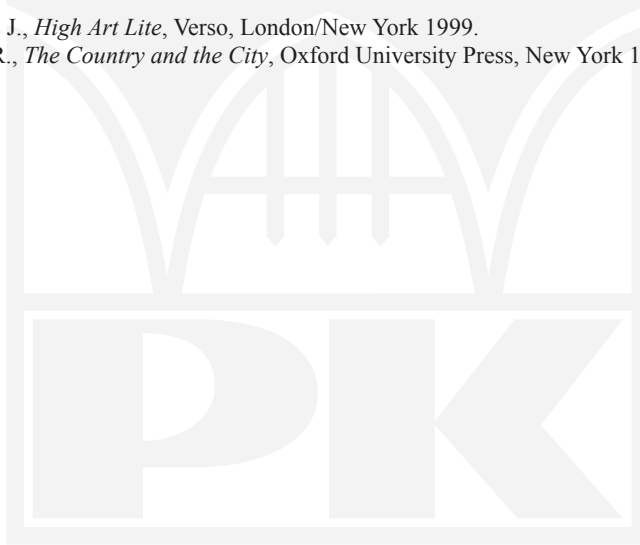 J., High Art Lite, Verso, London/New York 1999.
R., The Country and the City, Oxford University Press, New York 1
PK